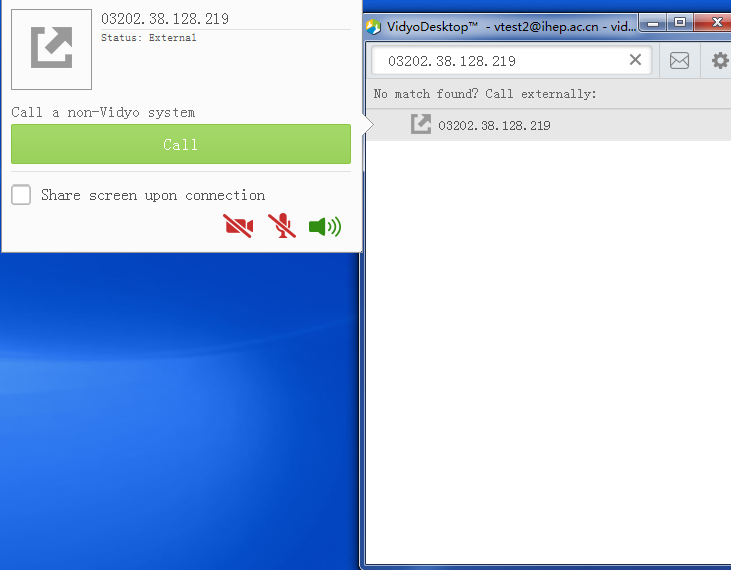 03202.38.128.219
Status: External
Call a non-Vidyo system
Call
Share screen upon connection
VidyoDesktop™ - vtest2@ihep.ac.cn - vid...
03202.38.128.219
No match found? Call externally:
03202.38.128.219